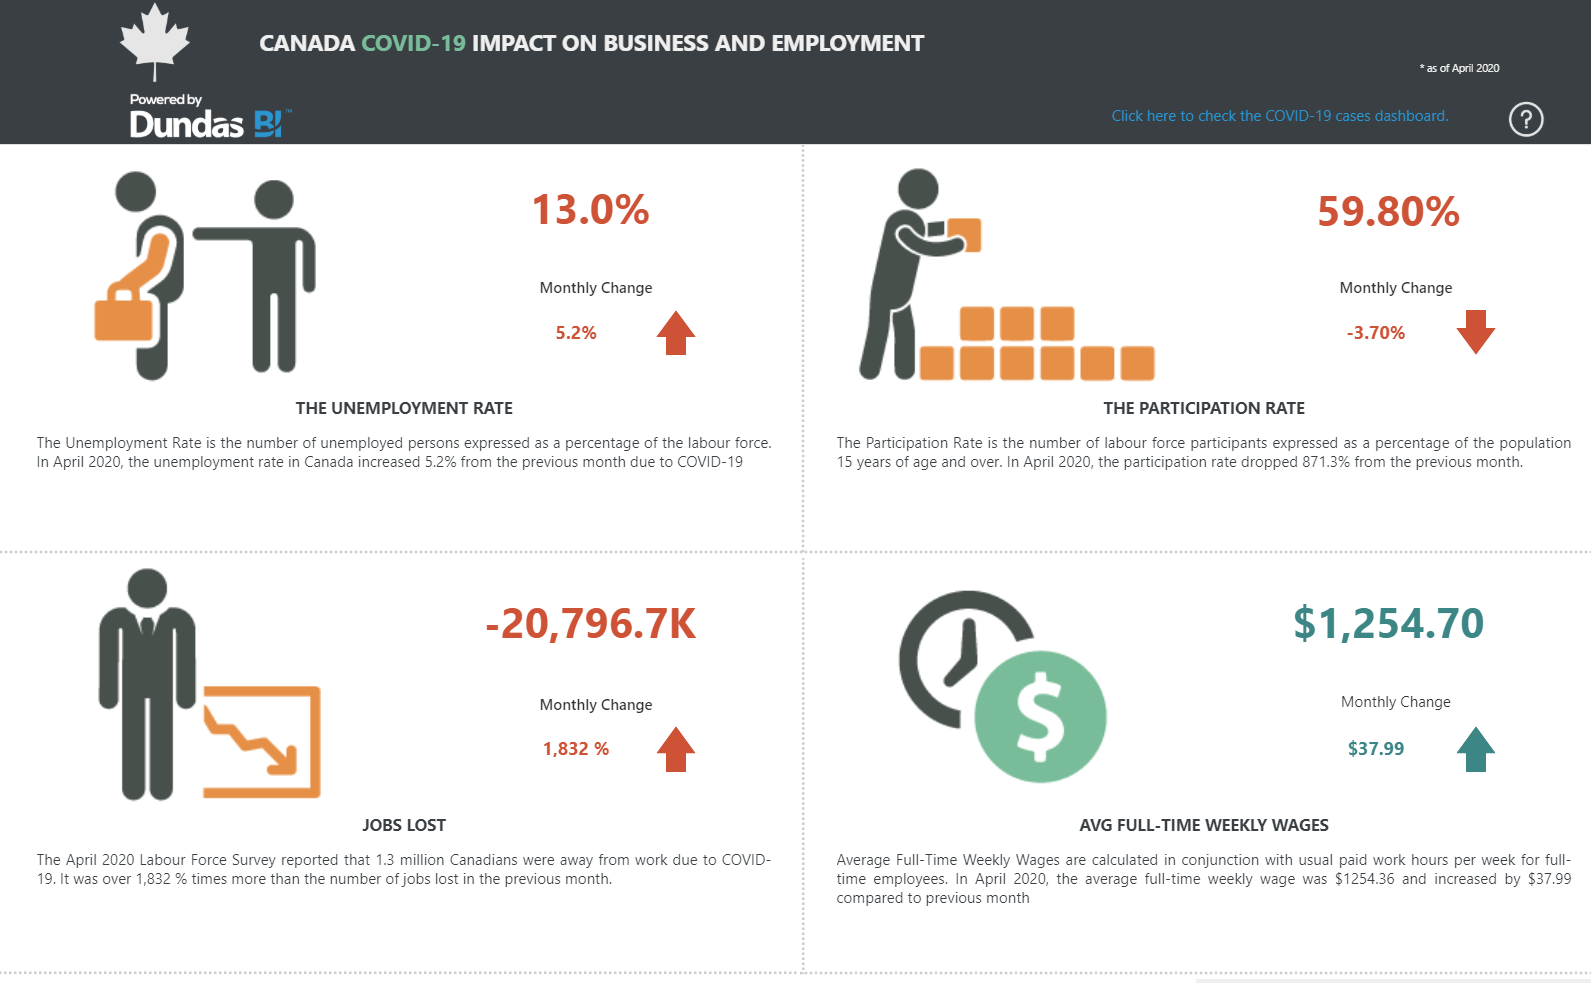 CANADA COVID-19 IMPACT ON BUSINESS AND EMPLOYMENT
* as of April 2020
Powered by
Dundas BI™
Click here to check the COVID-19 cases dashboard.
?
13.0%
Monthly Change
5.2%
THE UNEMPLOYMENT RATE
The Unemployment Rate is the number of unemployed persons expressed as a percentage of the labour force.
In April 2020, the unemployment rate in Canada increased 5.2% from the previous month due to COVID-19
59.80%
Monthly Change
-3.70%
THE PARTICIPATION RATE
The Participation Rate is the number of labour force participants expressed as a percentage of the population
15 years of age and over. In April 2020, the participation rate dropped 871.3% from the previous month.
-20,796.7K
Monthly Change
1,832 %
JOBS LOST
The April 2020 Labour Force Survey reported that 1.3 million Canadians were away from work due to COVID-
19. It was over 1,832 % times more than the number of jobs lost in the previous month.
$
$1,254.70
Monthly Change
$37.99
AVG FULL-TIME WEEKLY WAGES
Average Full-Time Weekly Wages are calculated in conjunction with usual paid work hours per week for full-
time employees. In April 2020, the average full-time weekly wage was $1254.36 and increased by $37.99
compared to previous month